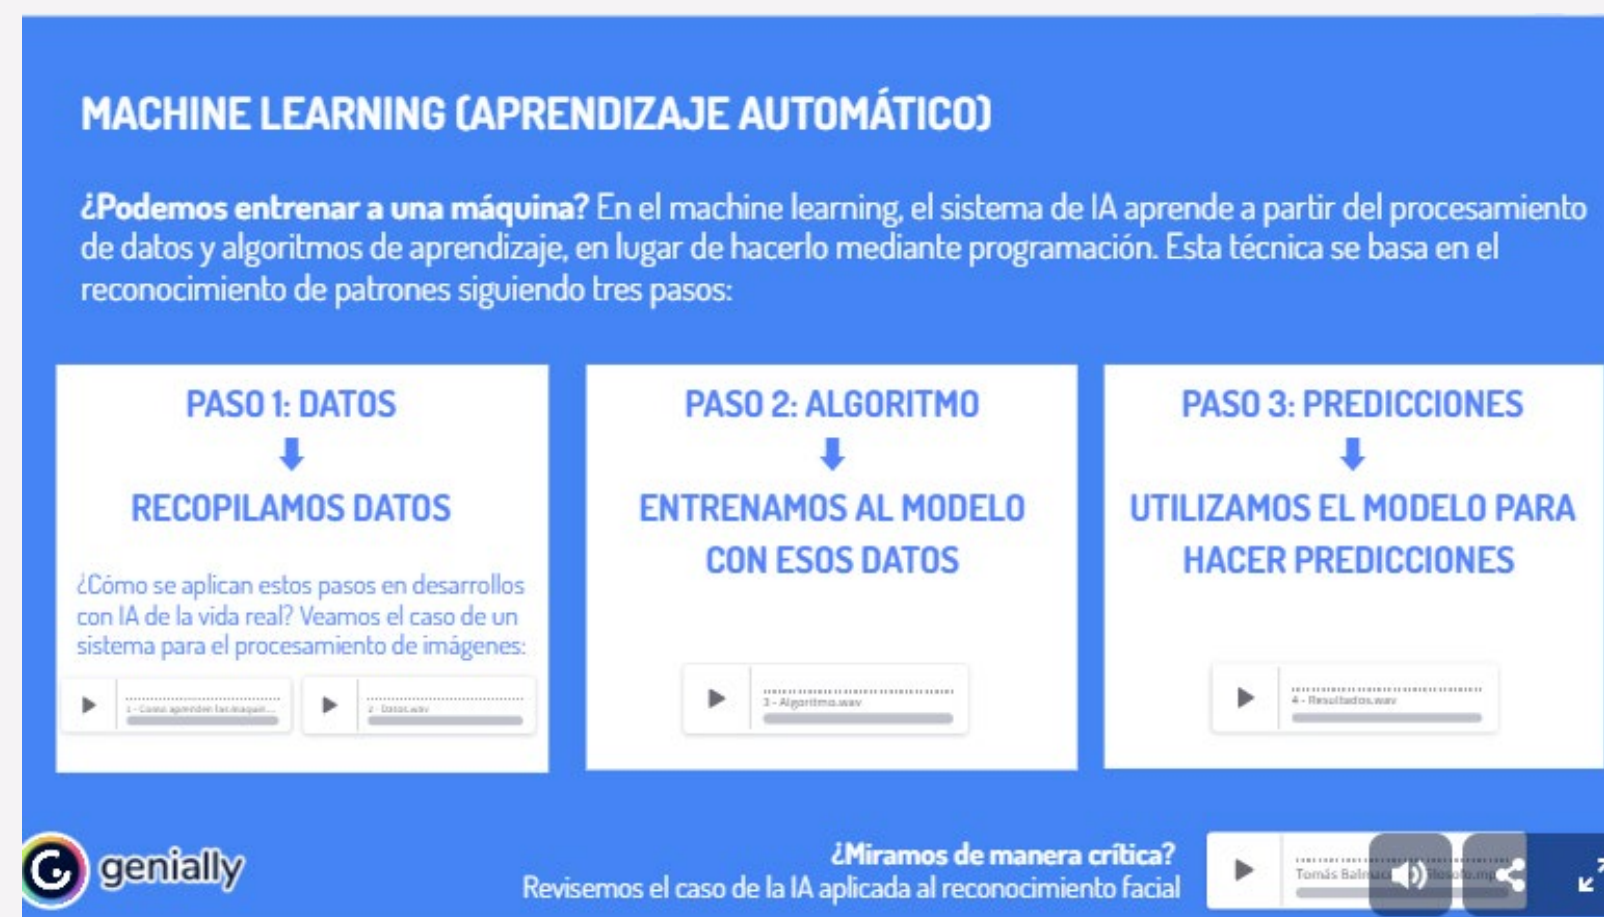 MACHINE LEARNING (APRENDIZAJE AUTOMÁTICO)
¿Podemos entrenar a una máquina? En el machine learning, el sistema de IA aprende a partir del procesamiento
de datos y algoritmos de aprendizaje, en lugar de hacerlo mediante programación. Esta técnica se basa en el
reconocimiento de patrones siguiendo tres pasos:
PASO 1: DATOS
RECOPILAMOS DATOS
¿Cómo se aplican estos pasos en desarrollos
con IA de la vida real? Veamos el caso de un
sistema para el procesamiento de imágenes:
1 - Como aprenden las maquin...
2 - Datos.wav
PASO 2: ALGORITMO
ENTRENAMOS AL MODELO
CON ESOS DATOS
3 - Algoritmo.wav
PASO 3: PREDICCIONES
UTILIZAMOS EL MODELO PARA
HACER PREDICCIONES
4 - Resultados.wav
genially
¿Miramos de manera crítica?
Revisemos el caso de la IA aplicada al reconocimiento facial
Tomás